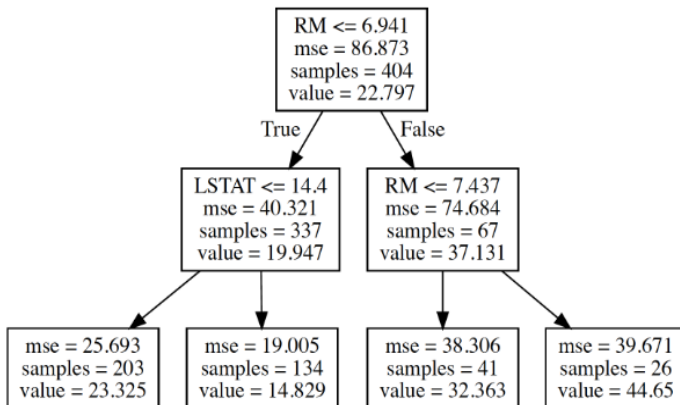 RM <= 6.941
mse = 86.873
samples = 404
value = 22.797
True
False
LSTAT <= 14.4
mse = 40.321
samples = 337
value = 19.947
RM <= 7.437
mse = 74.684
samples = 67
value = 37.131
mse = 25.693
samples = 203
value = 23.325
mse = 19.005
samples = 134
value = 14.829
mse = 38.306
samples = 41
value = 32.363
mse = 39.671
samples = 26
value = 44.65